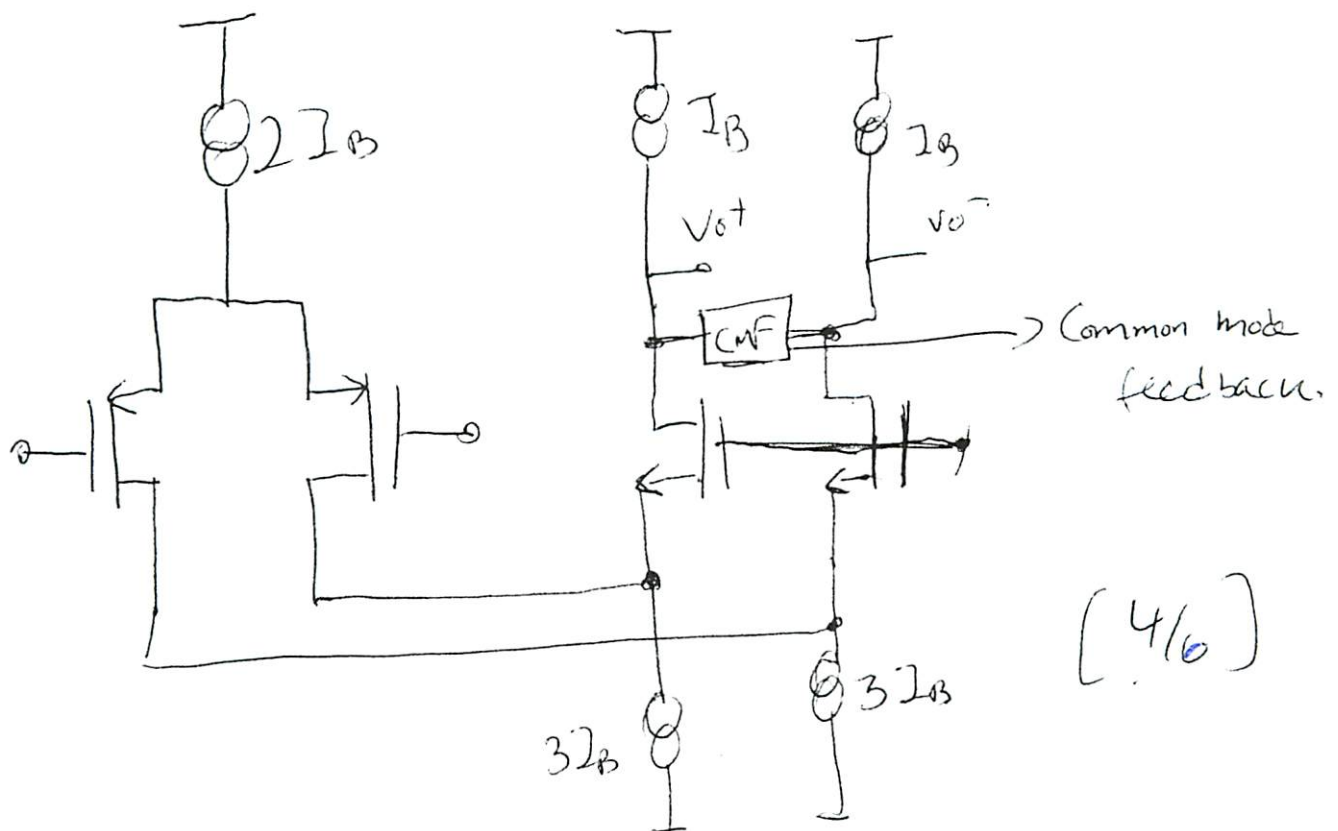 2IB
IB
IB
Vo+
vo-
CMF
Common mode
feedback.
3IB
3IB
[4/6]